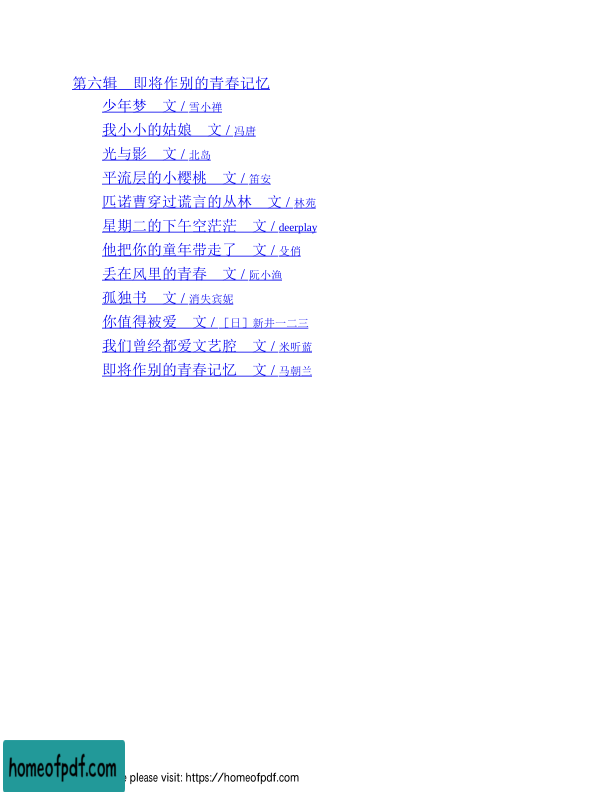 第六辑　即将作别的青春记忆
少年梦　文 / 雪小禅
我小小的姑娘　文 / 冯唐
光与影　文 / 北岛
平流层的小樱桃　文 / 笛安
匹诺曹穿过谎言的丛林　文 / 林苑
星期二的下午空茫茫　文 / deerplay
他把你的童年带走了　文 / 殳俏
丢在风里的青春　文 / 阮小渔
孤独书　文 / 消失宾妮
你值得被爱　文 / ［日］新井一二三
我们曾经都爱文艺腔　文 / 米听蓝
即将作别的青春记忆　文 / 马朝兰
homeofpdf.com
please visit: https://homeofpdf.com